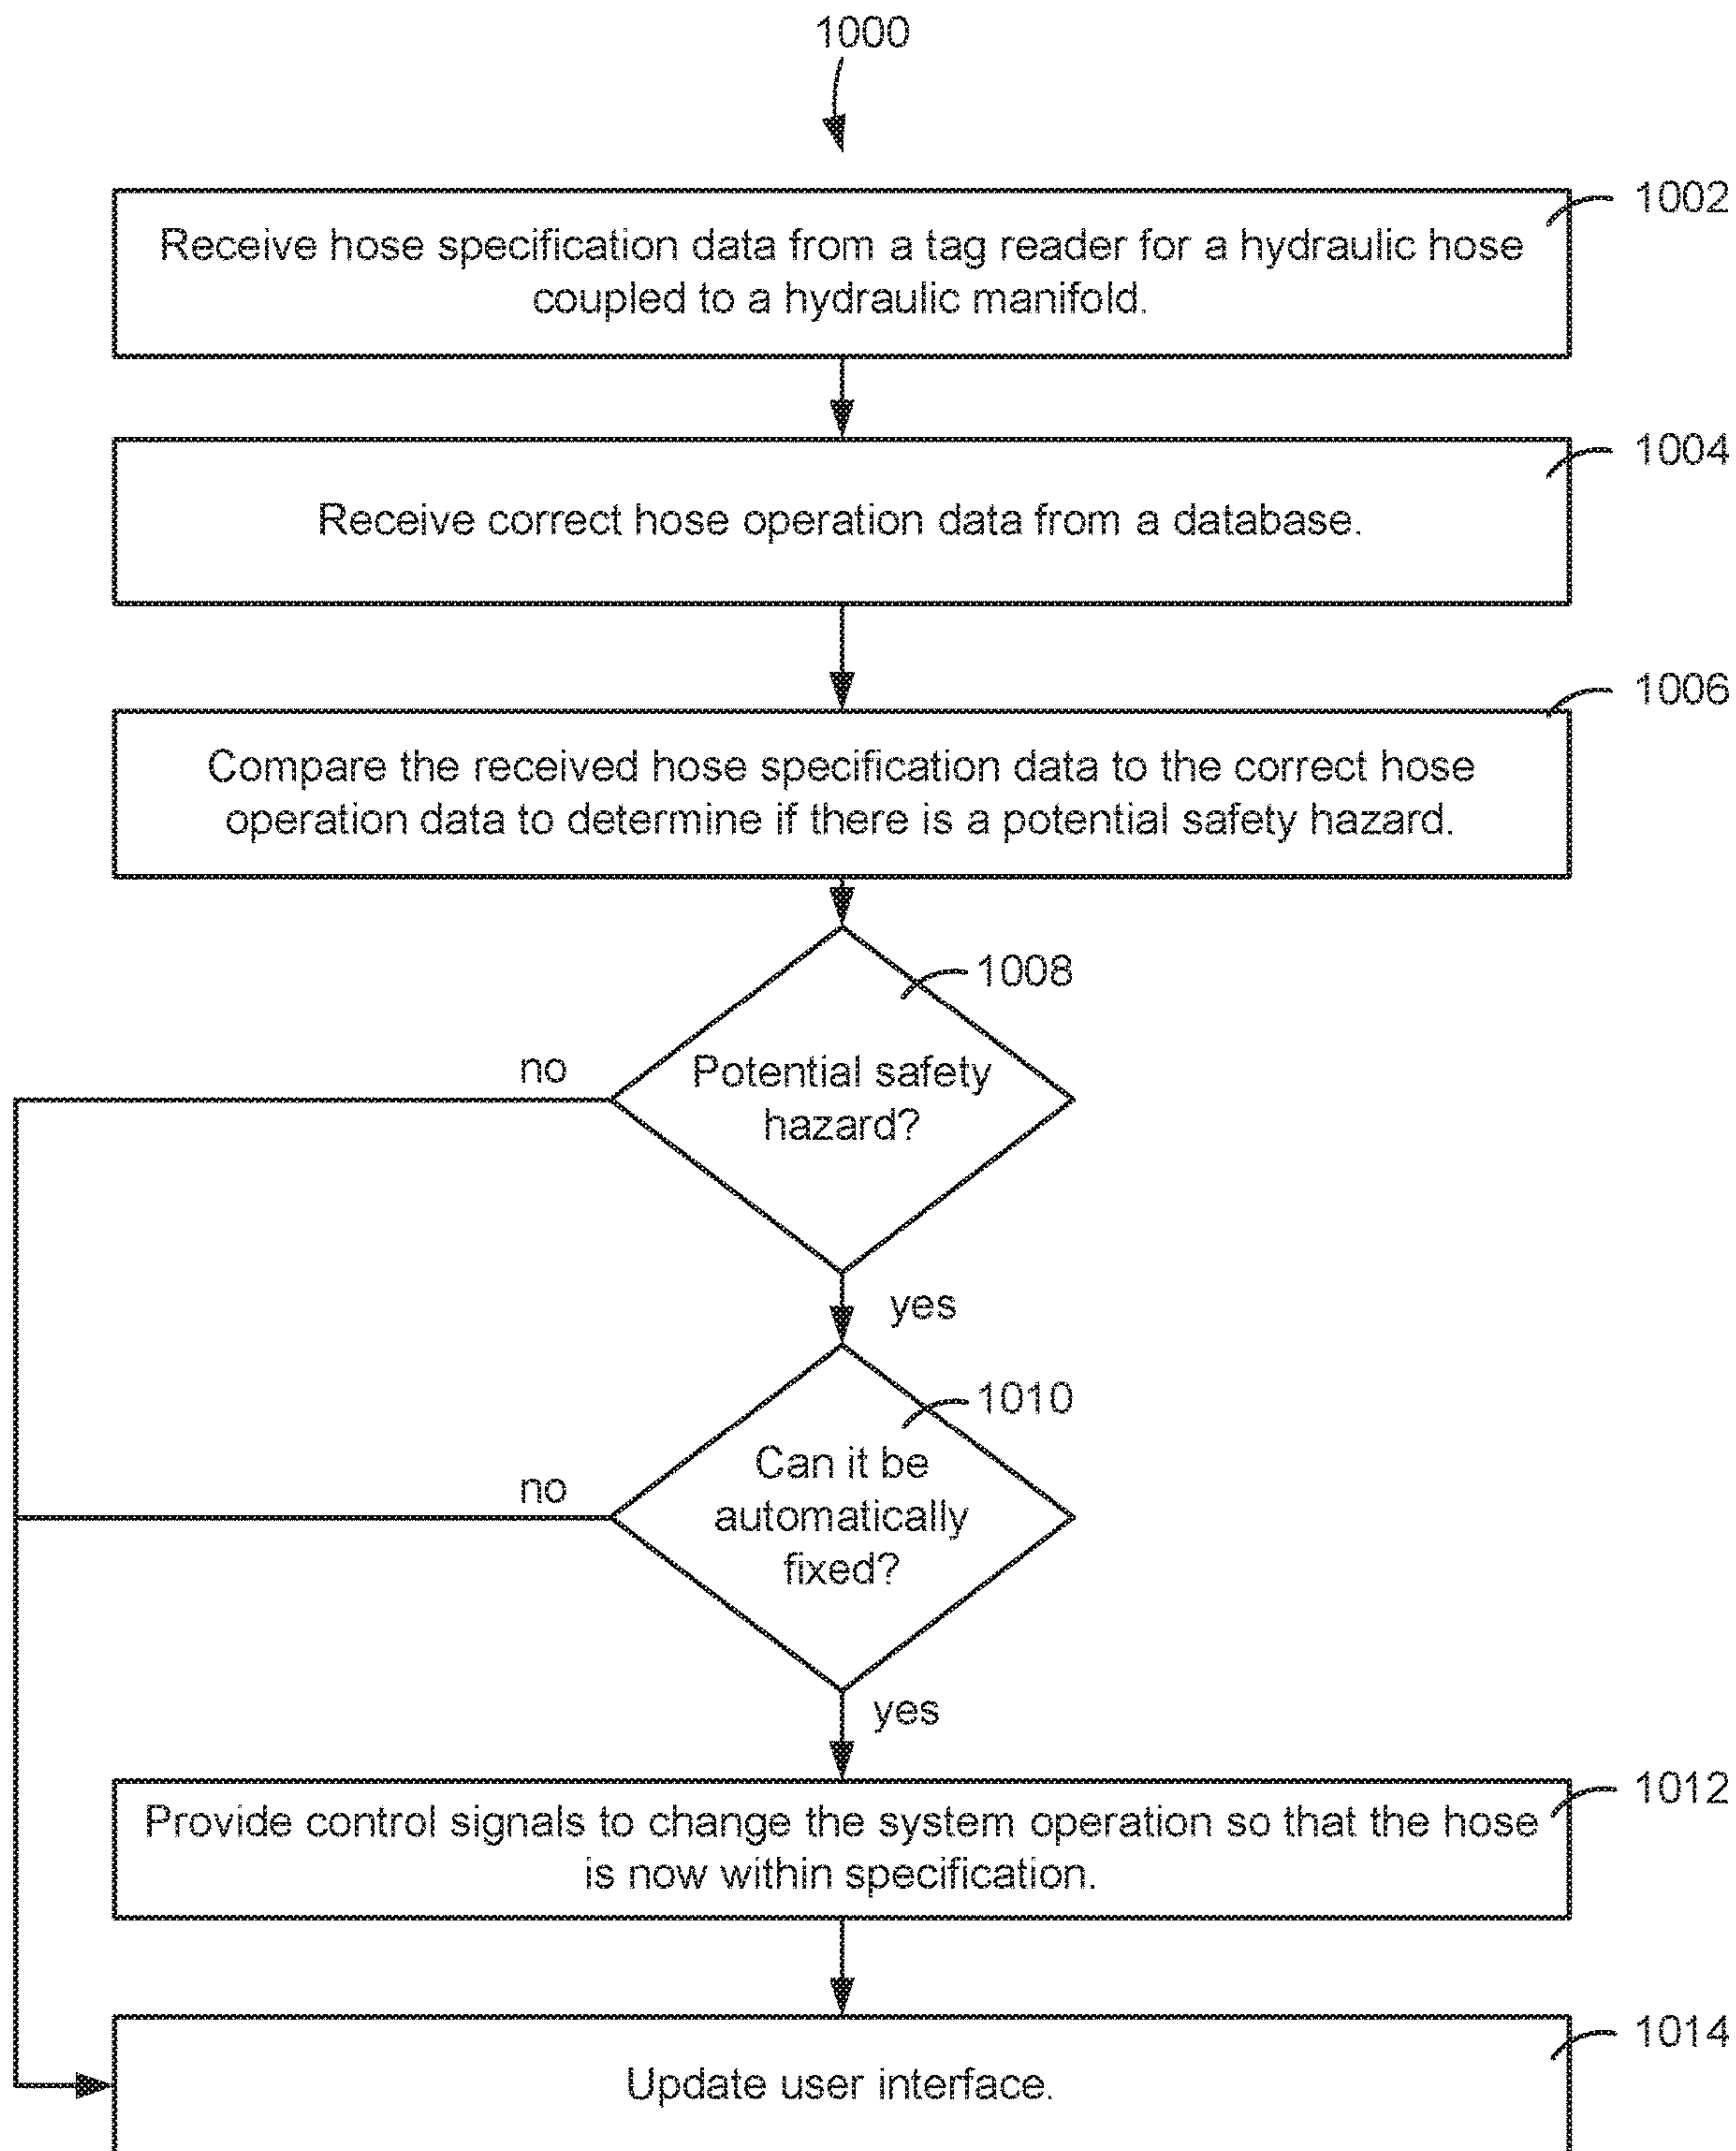 1000
1002
Receive hose specification data from a tag reader for a hydraulic hose
coupled to a hydraulic manifold.
1004
Receive correct hose operation data from a database.
1006
Compare the received hose specification data to the correct hose
operation data to determine if there is a potential safety hazard.
1008
no
Potential safety
hazard?
yes
1010
no
Can it be
automatically
fixed?
yes
1012
Provide control signals to change the system operation so that the hose
is now within specification.
1014
Update user interface.